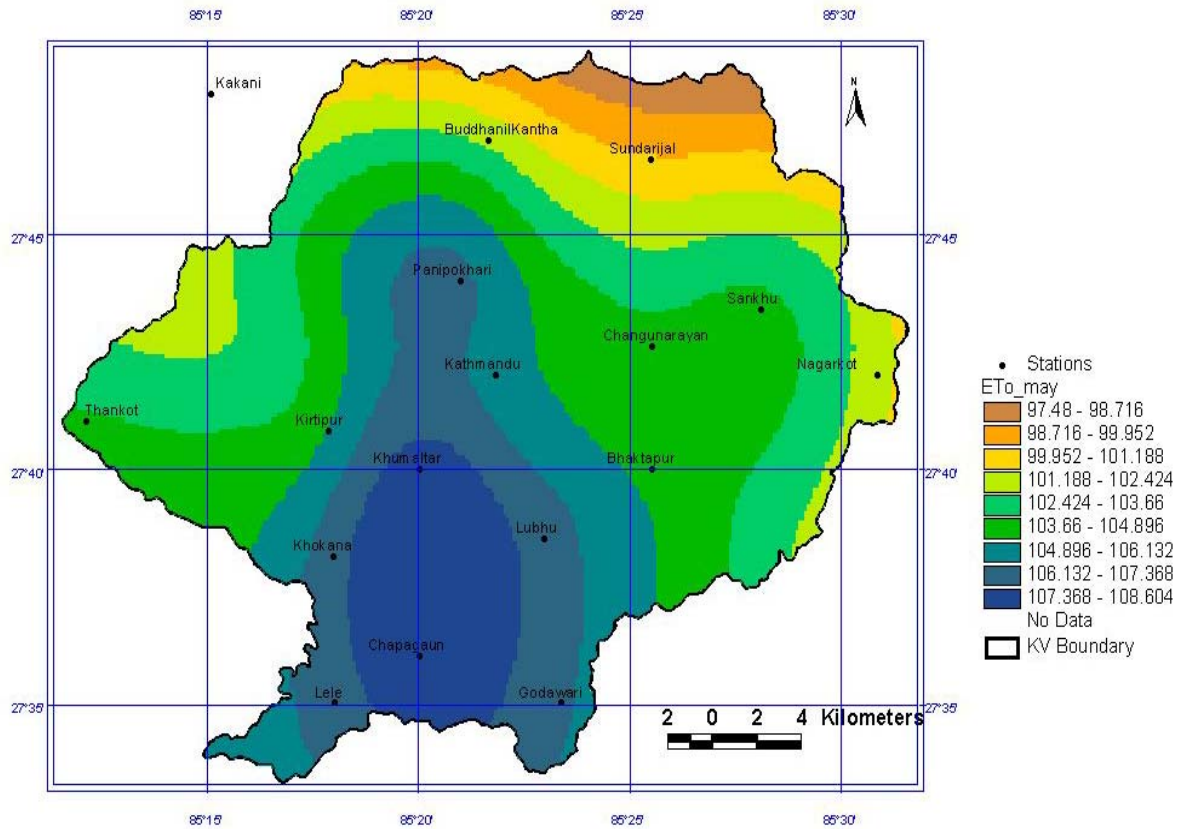 85°15' 85°20' 85°25' 85°30'
Kakani
N
BuddhanilKantha
Sundarijal
27°45' 27°45'
Panipokhari
Sankhu
Changunarayan
Kathmandu
Nagarkot
Thankot
Kirtipur
Khumaltar
Bhaktapur
27°40' 27°40'
Lubhu
Khokana
Chapagaun
Lele
Godawari
27°35' 27°35'
2 0 2 4 Kilometers
85°15' 85°20' 85°25' 85°30'
Stations
ETo_may
97.48 - 98.716
98.716 - 99.952
99.952 - 101.188
101.188 - 102.424
102.424 - 103.66
103.66 - 104.896
104.896 - 106.132
106.132 - 107.368
107.368 - 108.604
No Data
KV Boundary